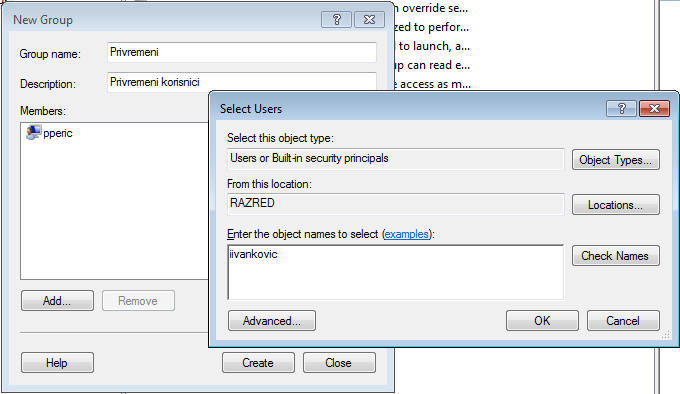 New Group
Group name: Privremeni
Description: Privremeni korisnici
Members:
pperic
Add... Remove
Help Create Close
n override se...
zed to perfor...
l to launch, a...
up can read e...
e access as m...
Select Users
Select this object type:
Users or Built-in security principals Object Types...
From this location:
RAZRED Locations...
Enter the object names to select (examples):
iivankovic Check Names
Advanced... OK Cancel